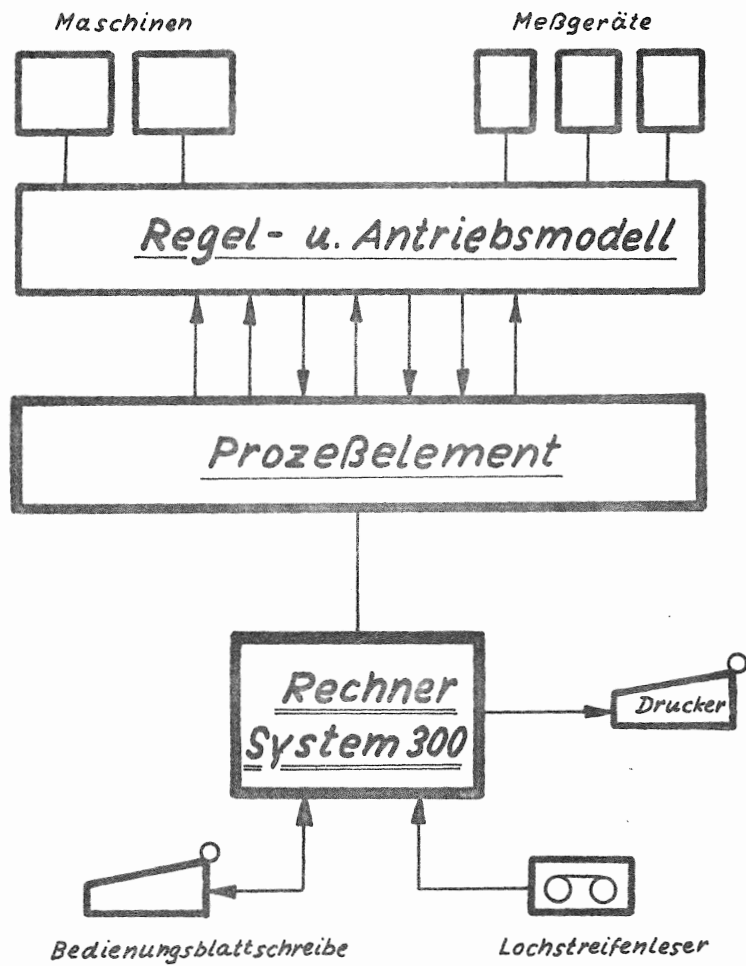 Maschinen
Meßgeräte
Regel- u. Antriebsmodell
Prozeßelement
Rechner
System 300
Drucker
Bedienungsblattschreibe
Lochstreifenleser